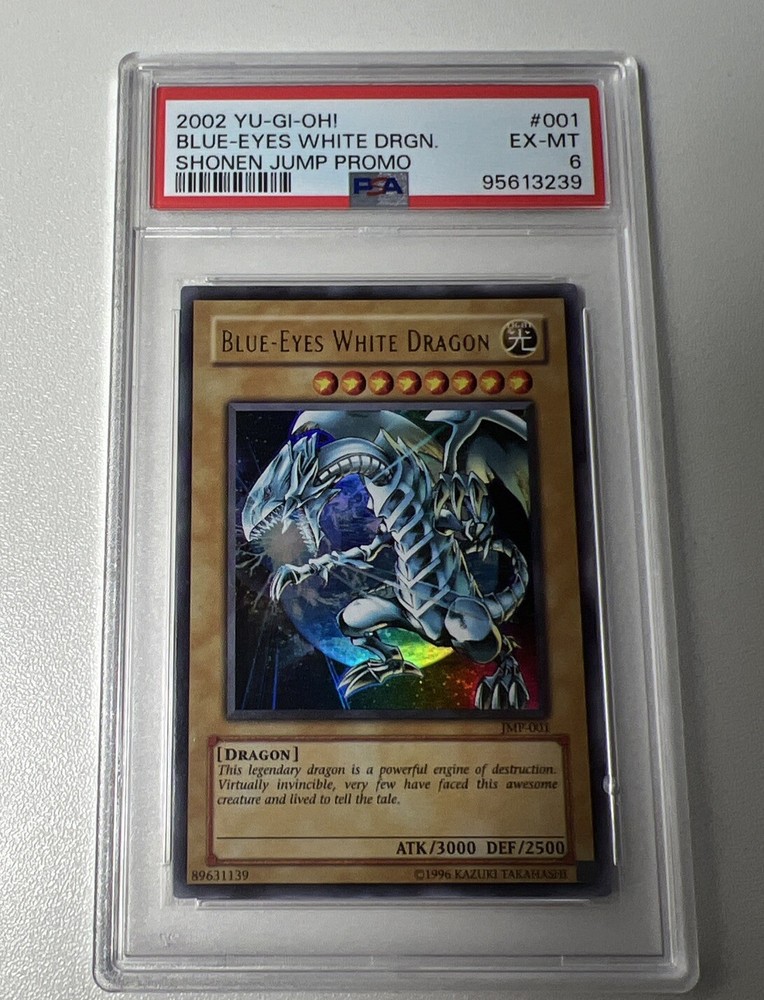 2002 YU-GI-OH! #001
BLUE-EYES WHITE DRGN. EX-MT
SHONEN JUMP PROMO 6
PSA 95613239
BLUE-EYES WHITE DRAGON
LIGHT
光
JMP-001
[DRAGON]
This legendary dragon is a powerful engine of destruction.
Virtually invincible, very few have faced this awesome
creature and lived to tell the tale.
ATK/3000 DEF/2500
89631139 ©1996 KAZUKI TAKAHASHI